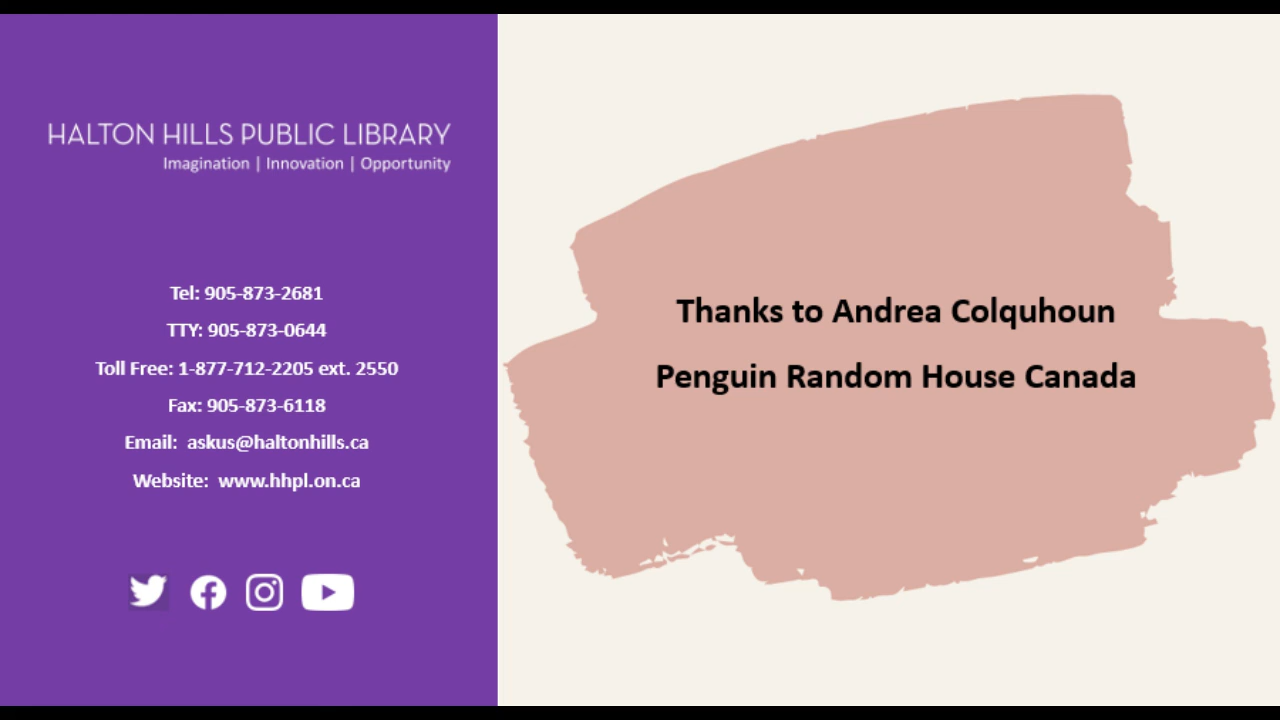 HALTON HILLS PUBLIC LIBRARY
Imagination | Innovation | Opportunity
Tel: 905-873-2681
TTY: 905-873-0644
Toll Free: 1-877-712-2205 ext. 2550
Fax: 905-873-6118
Email: askus@haltonhills.ca
Website: www.hhpl.on.ca
Thanks to Andrea Colquhoun
Penguin Random House Canada